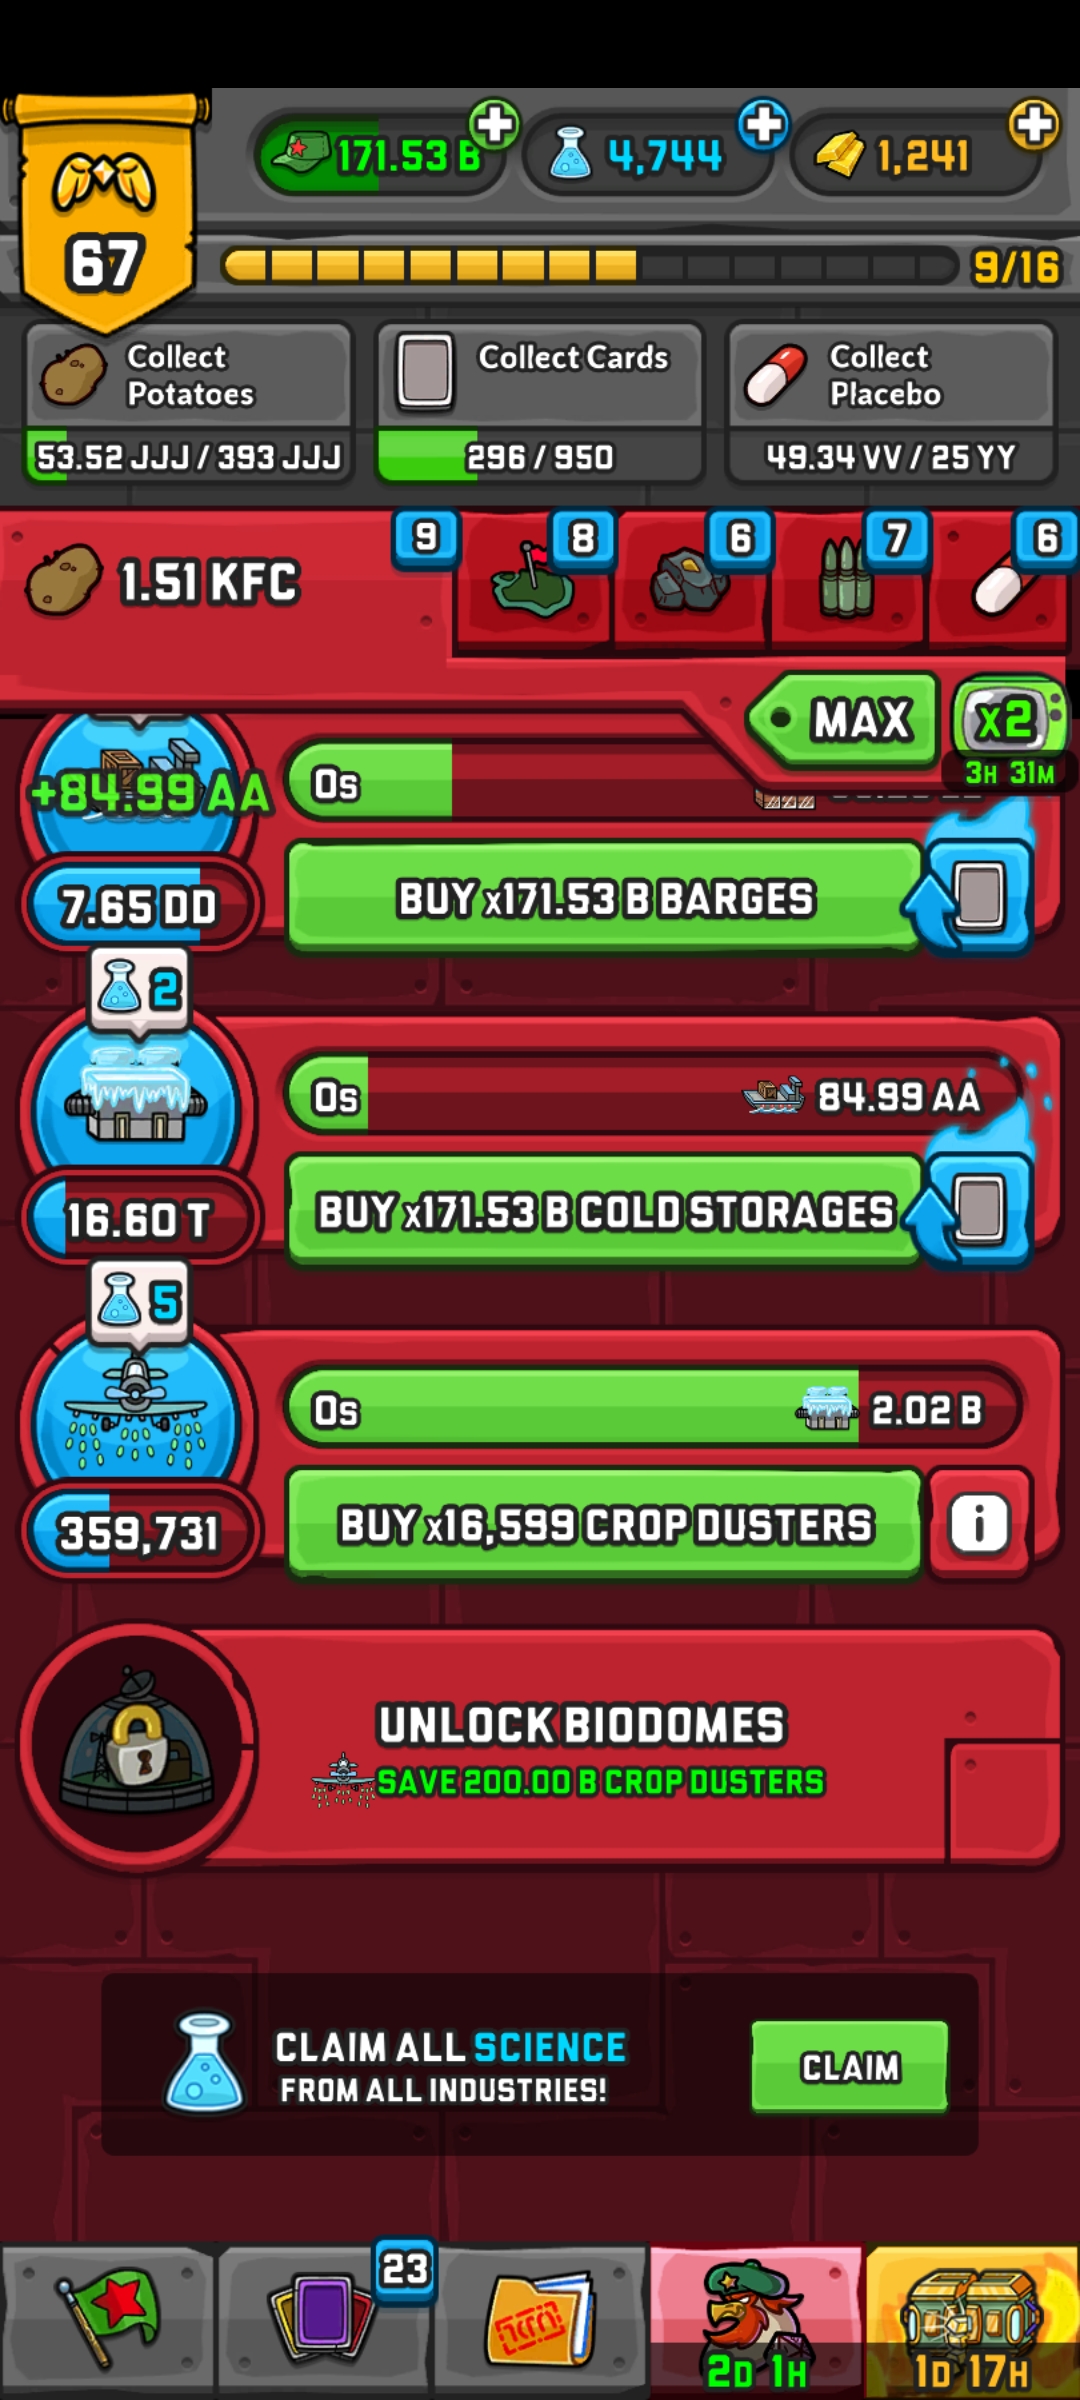 171.53 B
4,744
1,241
67
9/16
Collect Potatoes
53.52 JJJ / 393 JJJ
Collect Cards
296 / 950
Collect Placebo
49.34 VV / 25 YY
1.51 KFC
9
8
6
7
6
MAX
x2
3H 31M
+84.99 AA
0s
7.65 DD
BUY x171.53 B BARGES
2
0s
84.99 AA
16.60 T
BUY x171.53 B COLD STORAGES
5
0s
2.02 B
359,731
BUY x16,599 CROP DUSTERS
i
UNLOCK BIODOMES
SAVE 200.00 B CROP DUSTERS
CLAIM ALL SCIENCE
FROM ALL INDUSTRIES!
CLAIM
23
2D 1H
1D 17H